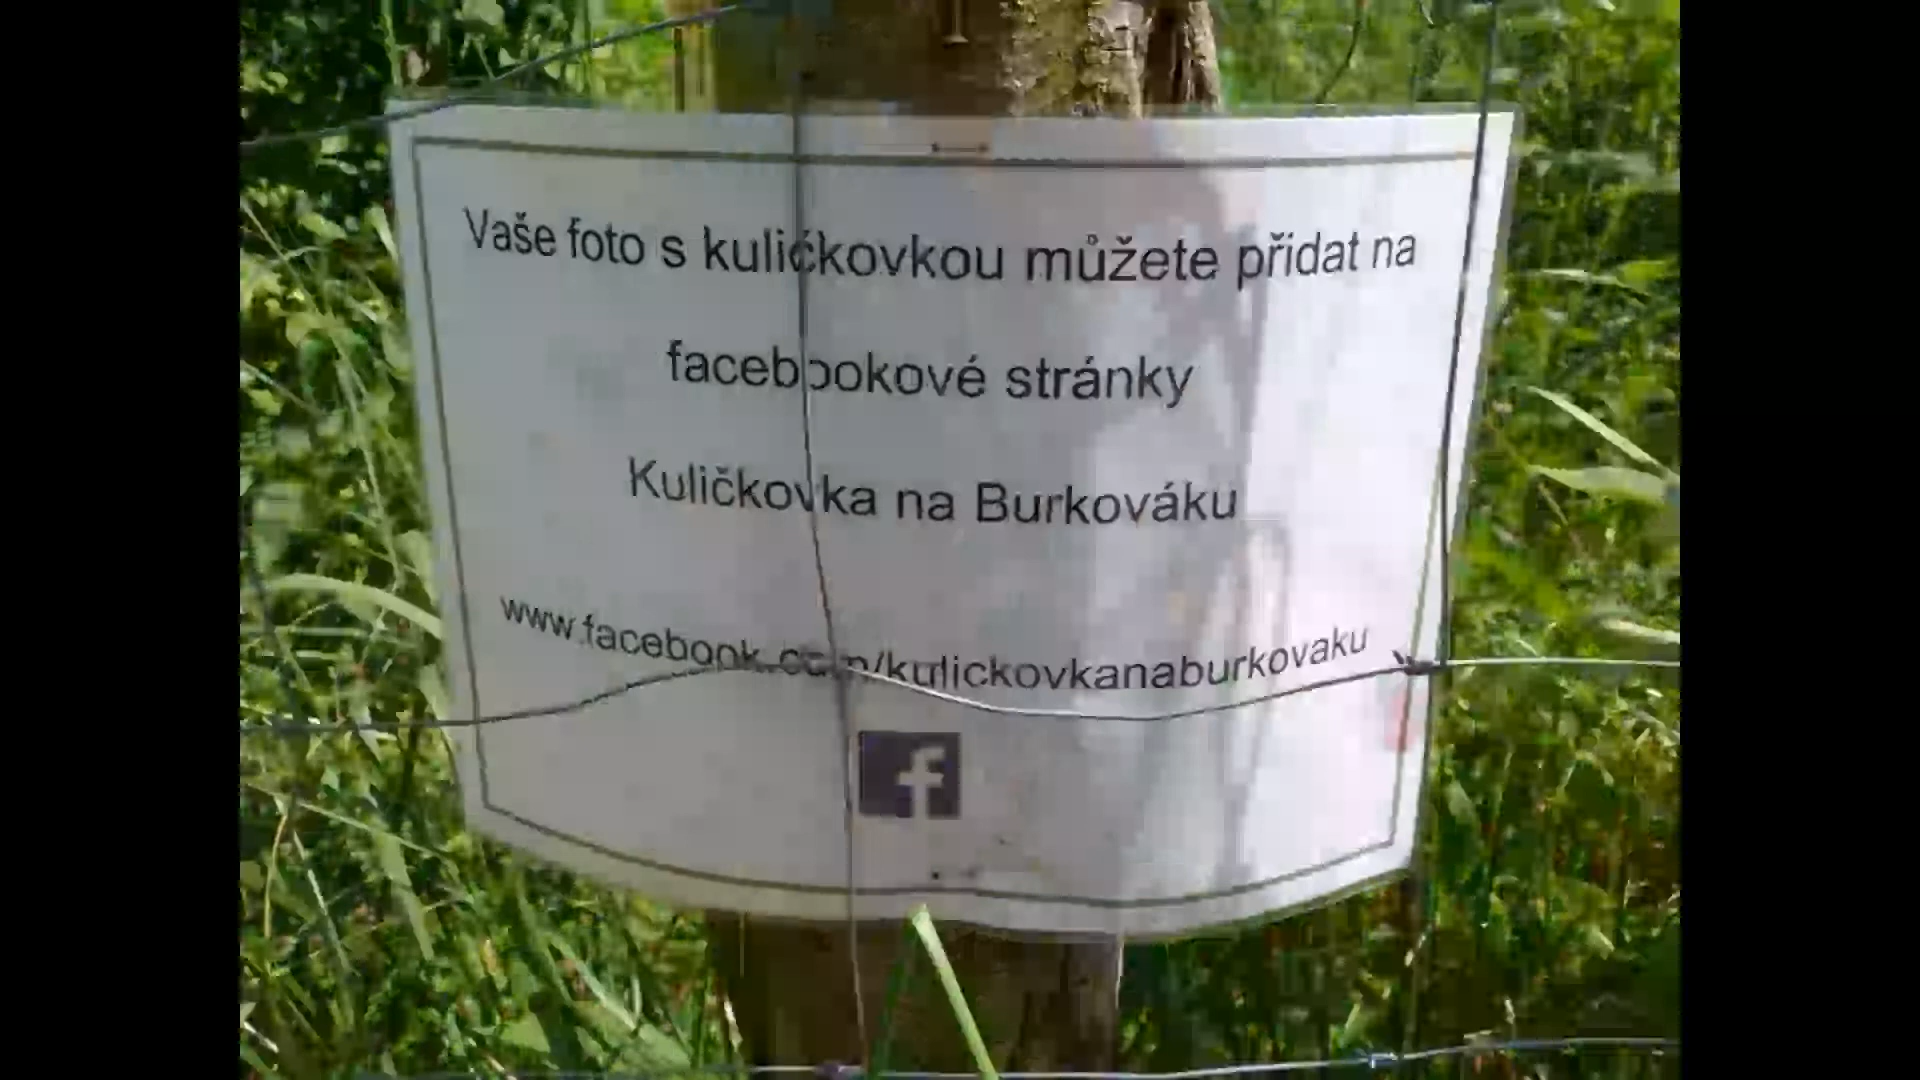 Vaše foto s kuličkovkou můžete přidat na
facebookové stránky
Kuličkovka na Burkováku
www.facebook.com/kulickovkanaburkovaku
f